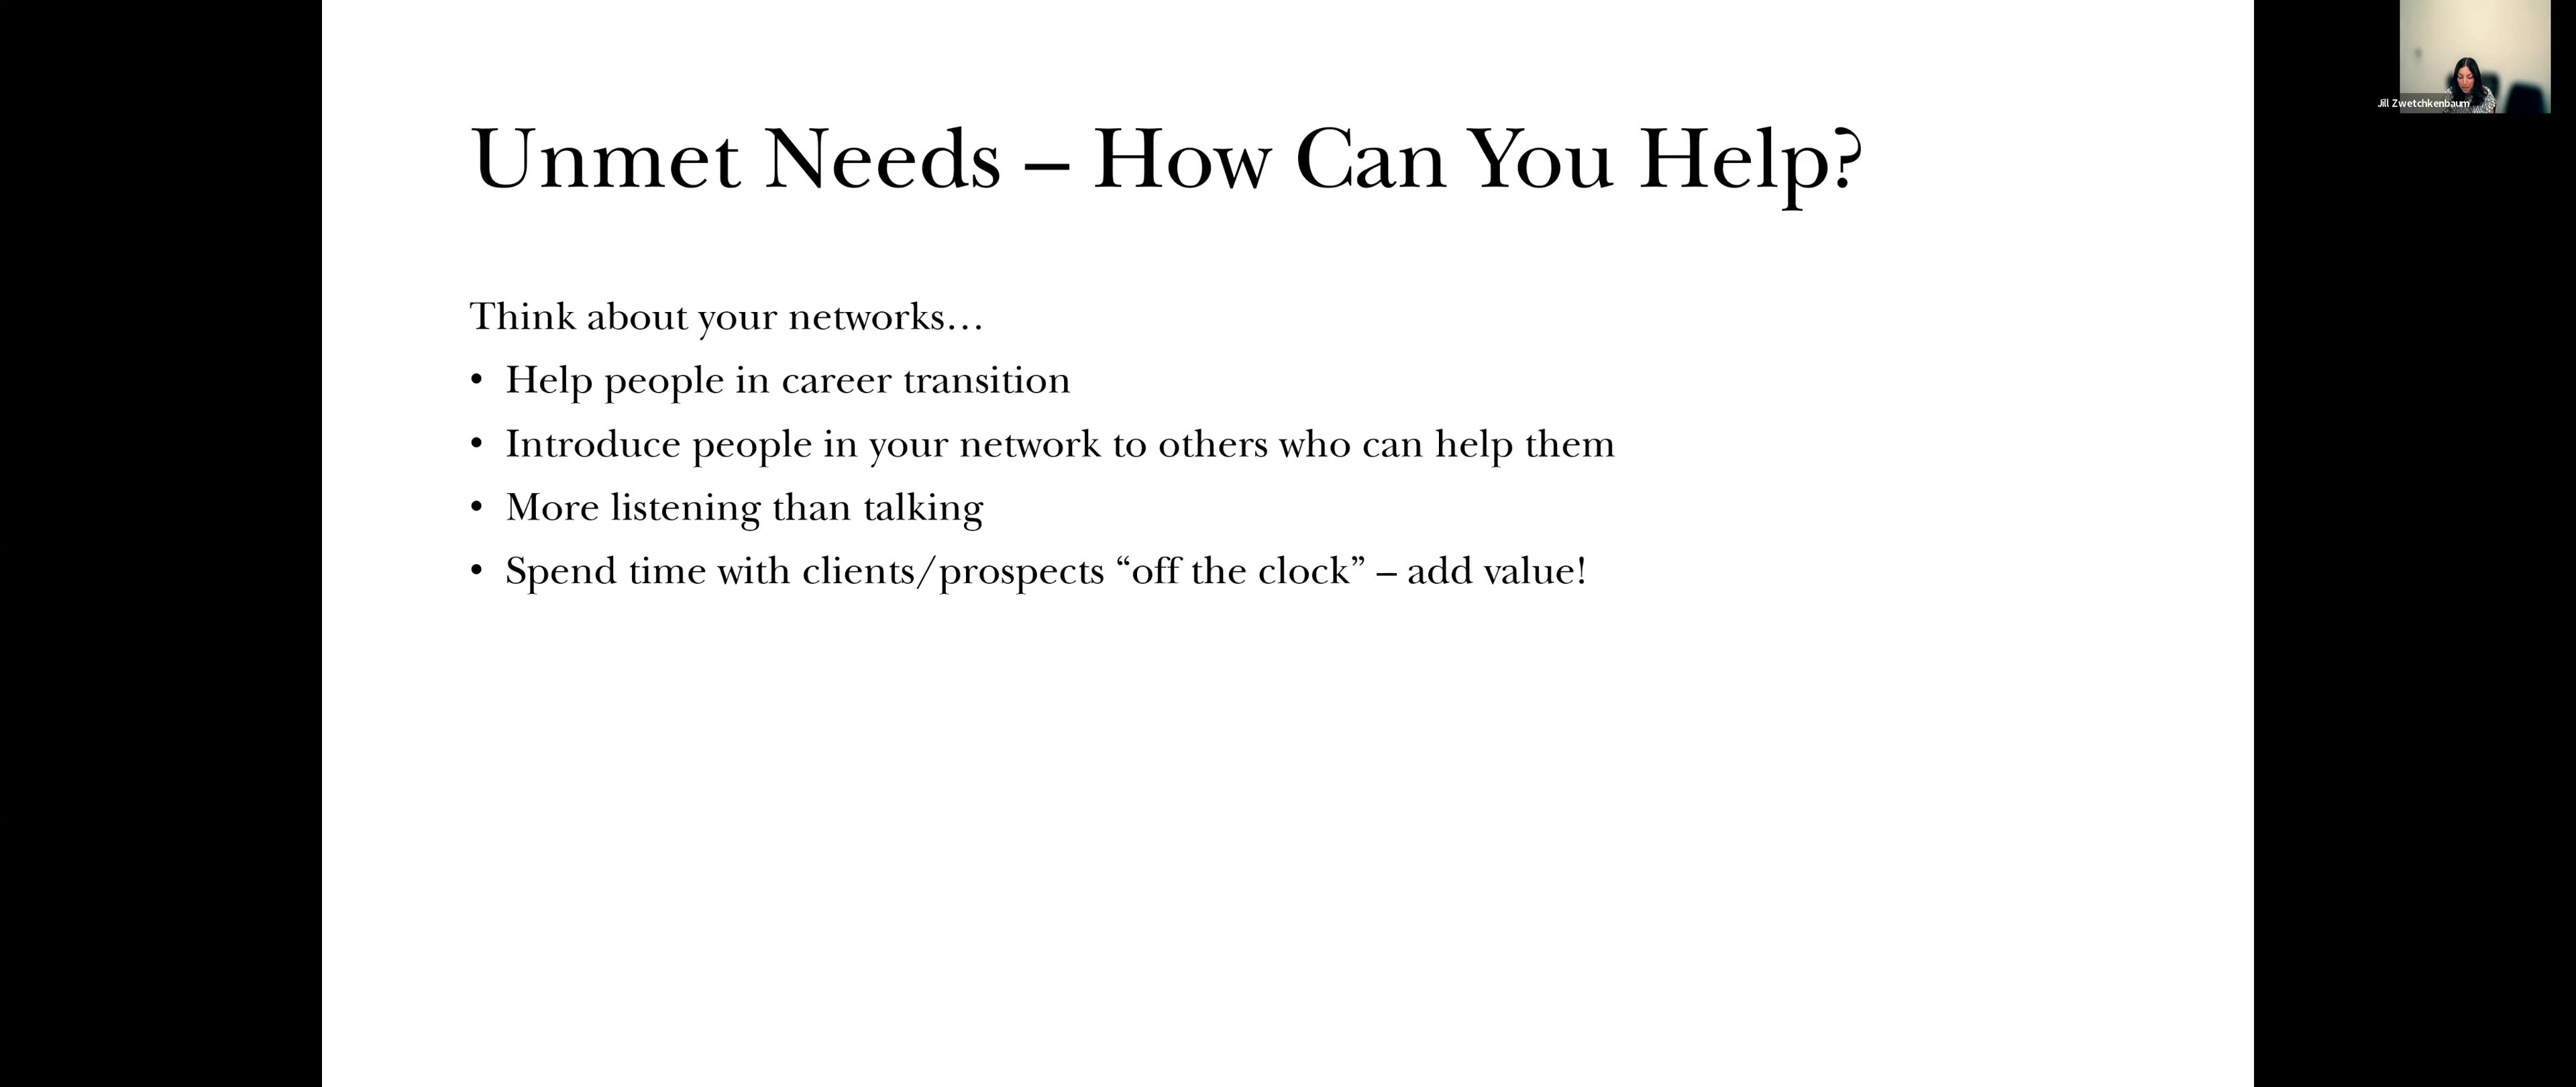 Unmet Needs – How Can You Help?
Think about your networks…
• Help people in career transition
• Introduce people in your network to others who can help them
• More listening than talking
• Spend time with clients/prospects “off the clock” – add value!
Jill Zwetchkenbaum